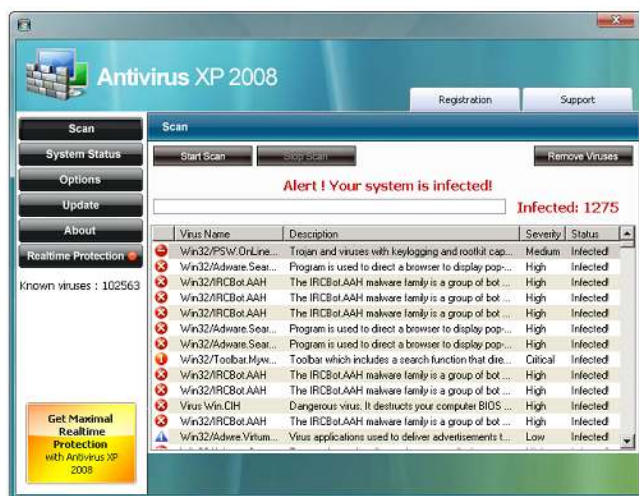 Antivirus XP 2008
Registration
Support
Scan
System Status
Options
Update
About
Realtime Protection
Known viruses : 102563
Get Maximal
Realtime
Protection
with Antivirus XP
2008
Scan
Start Scan
Stop Scan
Remove Viruses
Alert ! Your system is infected!
Infected: 1275
Virus Name Description Severity Status
Win32/PSW.OnLine... Trojan and viruses with keylogging and rootkit cap... Medium Infected!
Win32/Adware.Sear... Program is used to direct a browser to display pop-... High Infected!
Win32/IRCBot.AAH The IRCBot.AAH malware family is a group of bot ... High Infected!
Win32/IRCBot.AAH The IRCBot.AAH malware family is a group of bot ... High Infected!
Win32/IRCBot.AAH The IRCBot.AAH malware family is a group of bot ... High Infected!
Win32/Adware.Sear... Program is used to direct a browser to display pop-... High Infected!
Win32/Adware.Sear... Program is used to direct a browser to display pop-... High Infected!
Win32/Toolbar.Myw... Toolbar which includes a search function that dire... Critical Infected!
Win32/IRCBot.AAH The IRCBot.AAH malware family is a group of bot ... High Infected!
Win32/IRCBot.AAH The IRCBot.AAH malware family is a group of bot ... High Infected!
Virus Win.CIH Dangerous virus. It destructs your computer BIOS ... High Infected!
Win32/IRCBot.AAH The IRCBot.AAH malware family is a group of bot ... High Infected!
Win32/Adwre.Virtum... Virus applications used to deliver advertisements t... Low Infected!